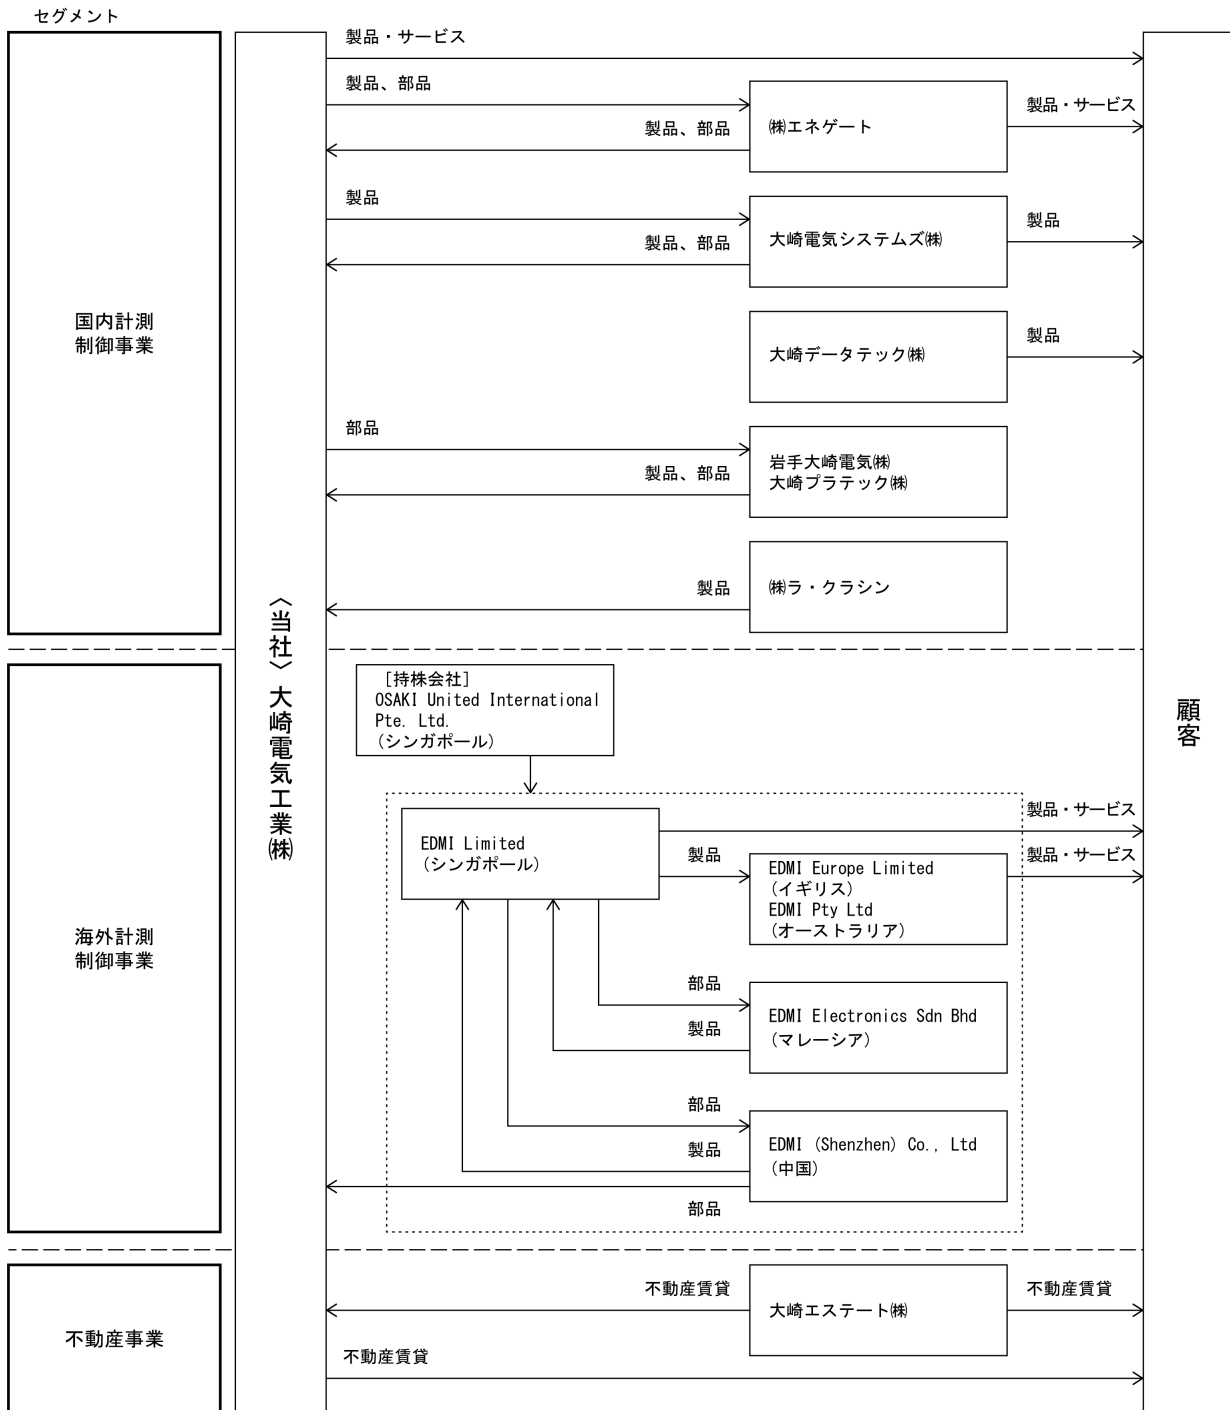 セグメント
国内計測
制御事業
〈当社〉大崎電気工業㈱
顧客
製品・サービス
製品、部品
製品、部品
㈱エネゲート
製品・サービス
製品
製品、部品
大崎電気システムズ㈱
製品
大崎データテック㈱
製品
部品
製品、部品
岩手大崎電気㈱
大崎プラテック㈱
製品
㈱ラ・クラシン
海外計測
制御事業
［持株会社］
OSAKI United International
Pte. Ltd.
(シンガポール)
EDMI Limited
(シンガポール)
製品・サービス
製品
EDMI Europe Limited
(イギリス)
EDMI Pty Ltd
(オーストラリア)
製品・サービス
部品
製品
EDMI Electronics Sdn Bhd
(マレーシア)
部品
製品
EDMI (Shenzhen) Co., Ltd
(中国)
部品
不動産事業
不動産賃貸
大崎エステート㈱
不動産賃貸
不動産賃貸